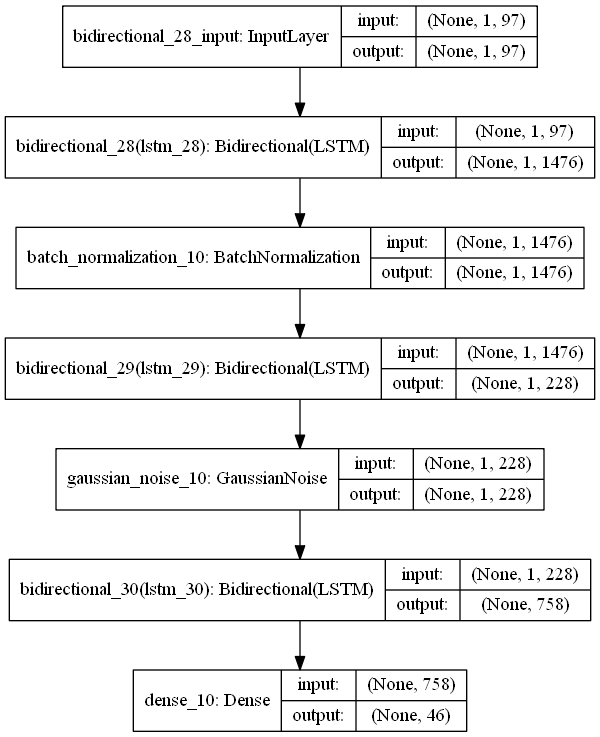 bidirectional_28_input: InputLayer
input: (None, 1, 97)
output: (None, 1, 97)
bidirectional_28(lstm_28): Bidirectional(LSTM)
input: (None, 1, 97)
output: (None, 1, 1476)
batch_normalization_10: BatchNormalization
input: (None, 1, 1476)
output: (None, 1, 1476)
bidirectional_29(lstm_29): Bidirectional(LSTM)
input: (None, 1, 1476)
output: (None, 1, 228)
gaussian_noise_10: GaussianNoise
input: (None, 1, 228)
output: (None, 1, 228)
bidirectional_30(lstm_30): Bidirectional(LSTM)
input: (None, 1, 228)
output: (None, 758)
dense_10: Dense
input: (None, 758)
output: (None, 46)